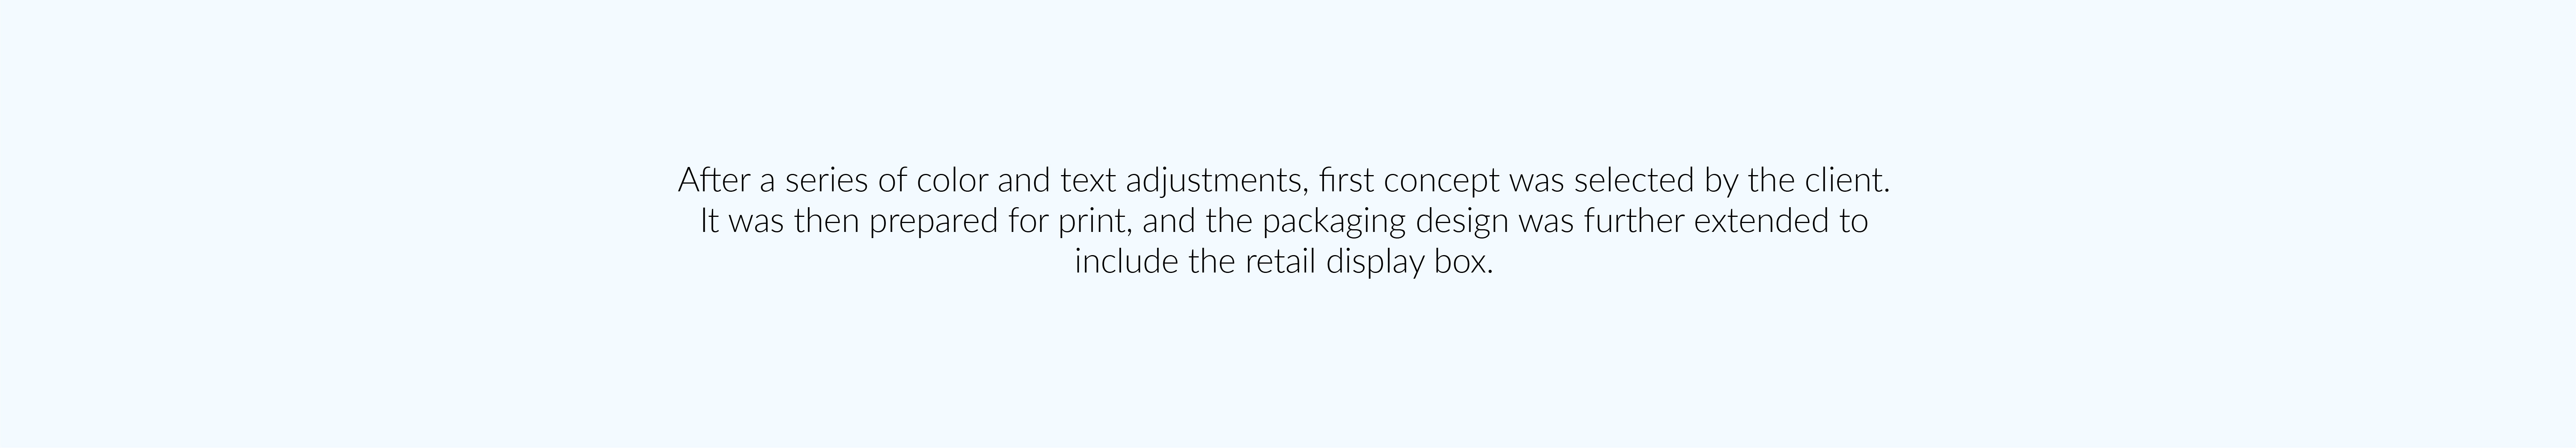 After a series of color and text adjustments, first concept was selected by the client.
It was then prepared for print, and the packaging design was further extended to
include the retail display box.